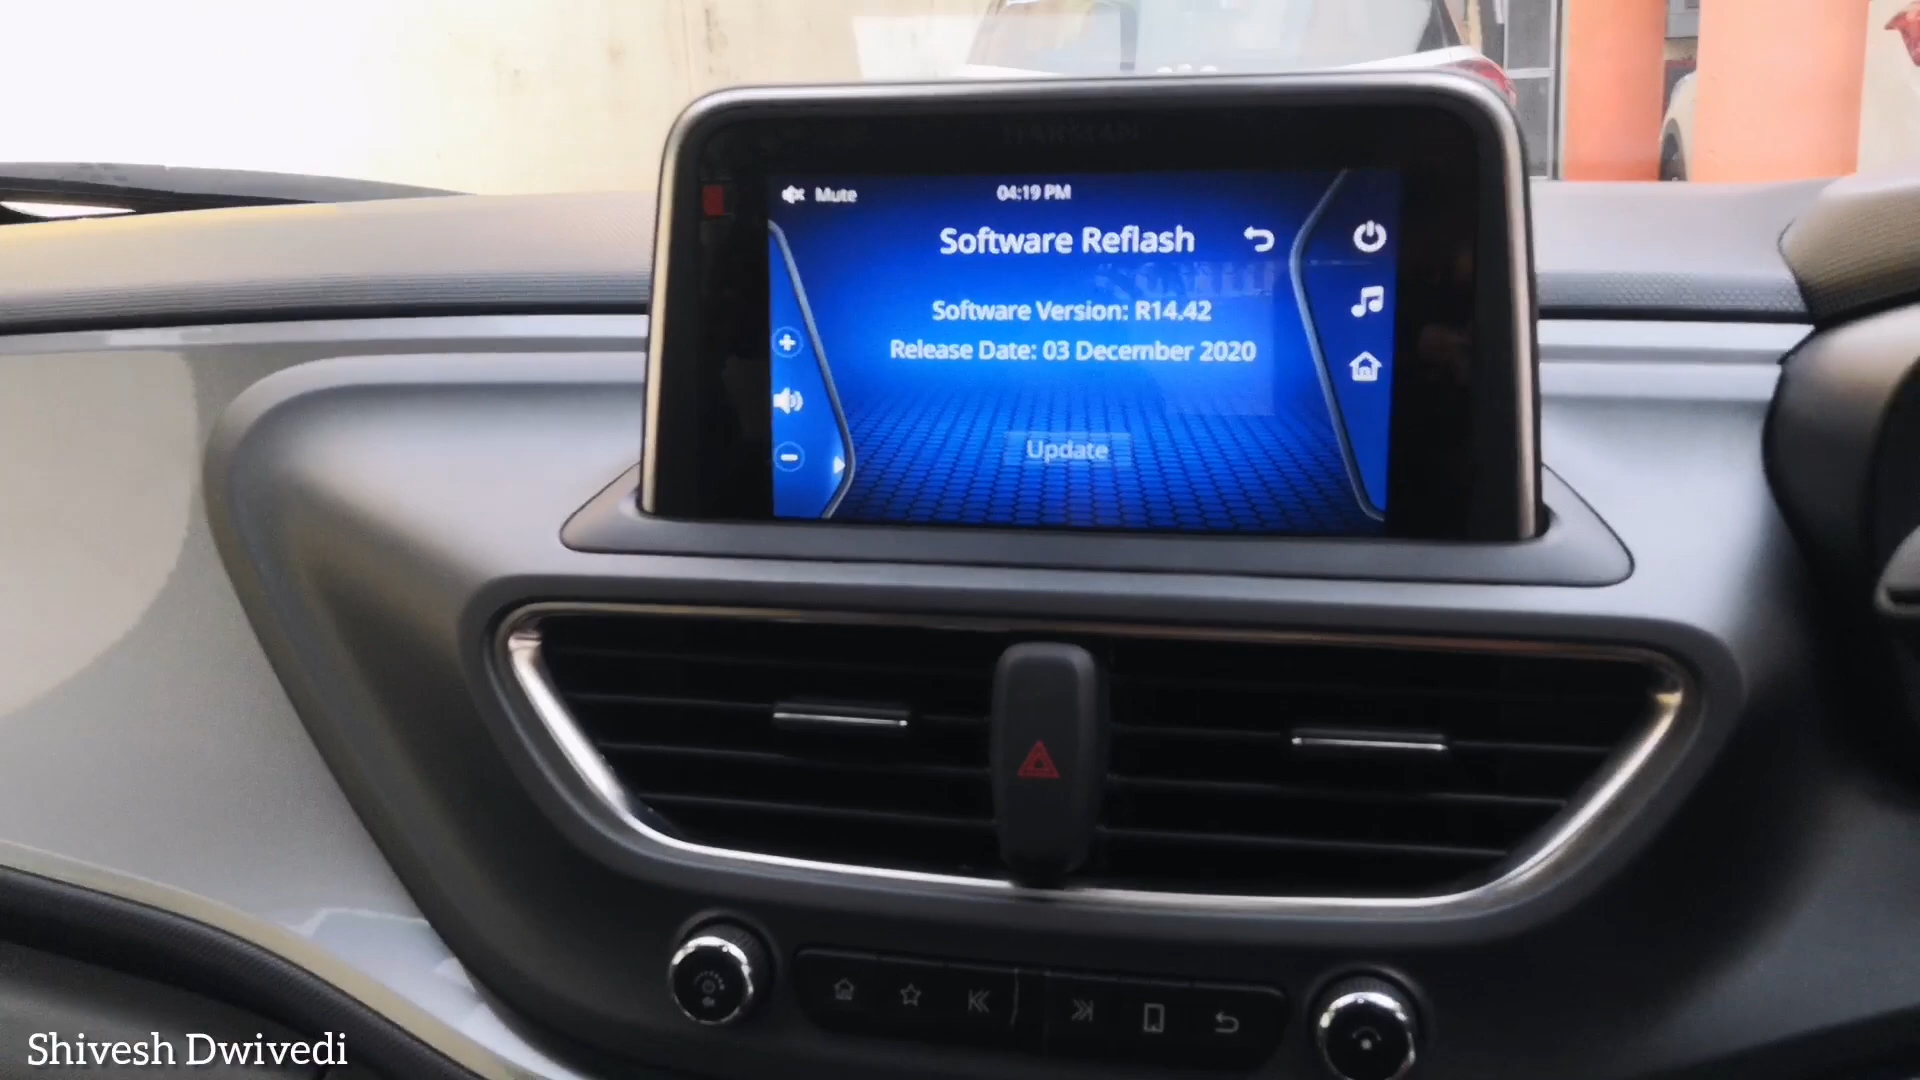 Mute
04:19 PM
Software Reflash
Software Version: R14.42
Release Date: 03 December 2020
Update
Shivesh Dwivedi